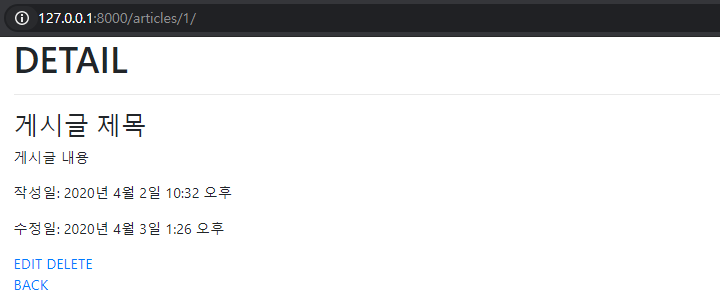 127.0.0.1:8000/articles/1/
DETAIL
게시글 제목
게시글 내용
작성일: 2020년 4월 2일 10:32 오후
수정일: 2020년 4월 3일 1:26 오후
EDIT DELETE
BACK